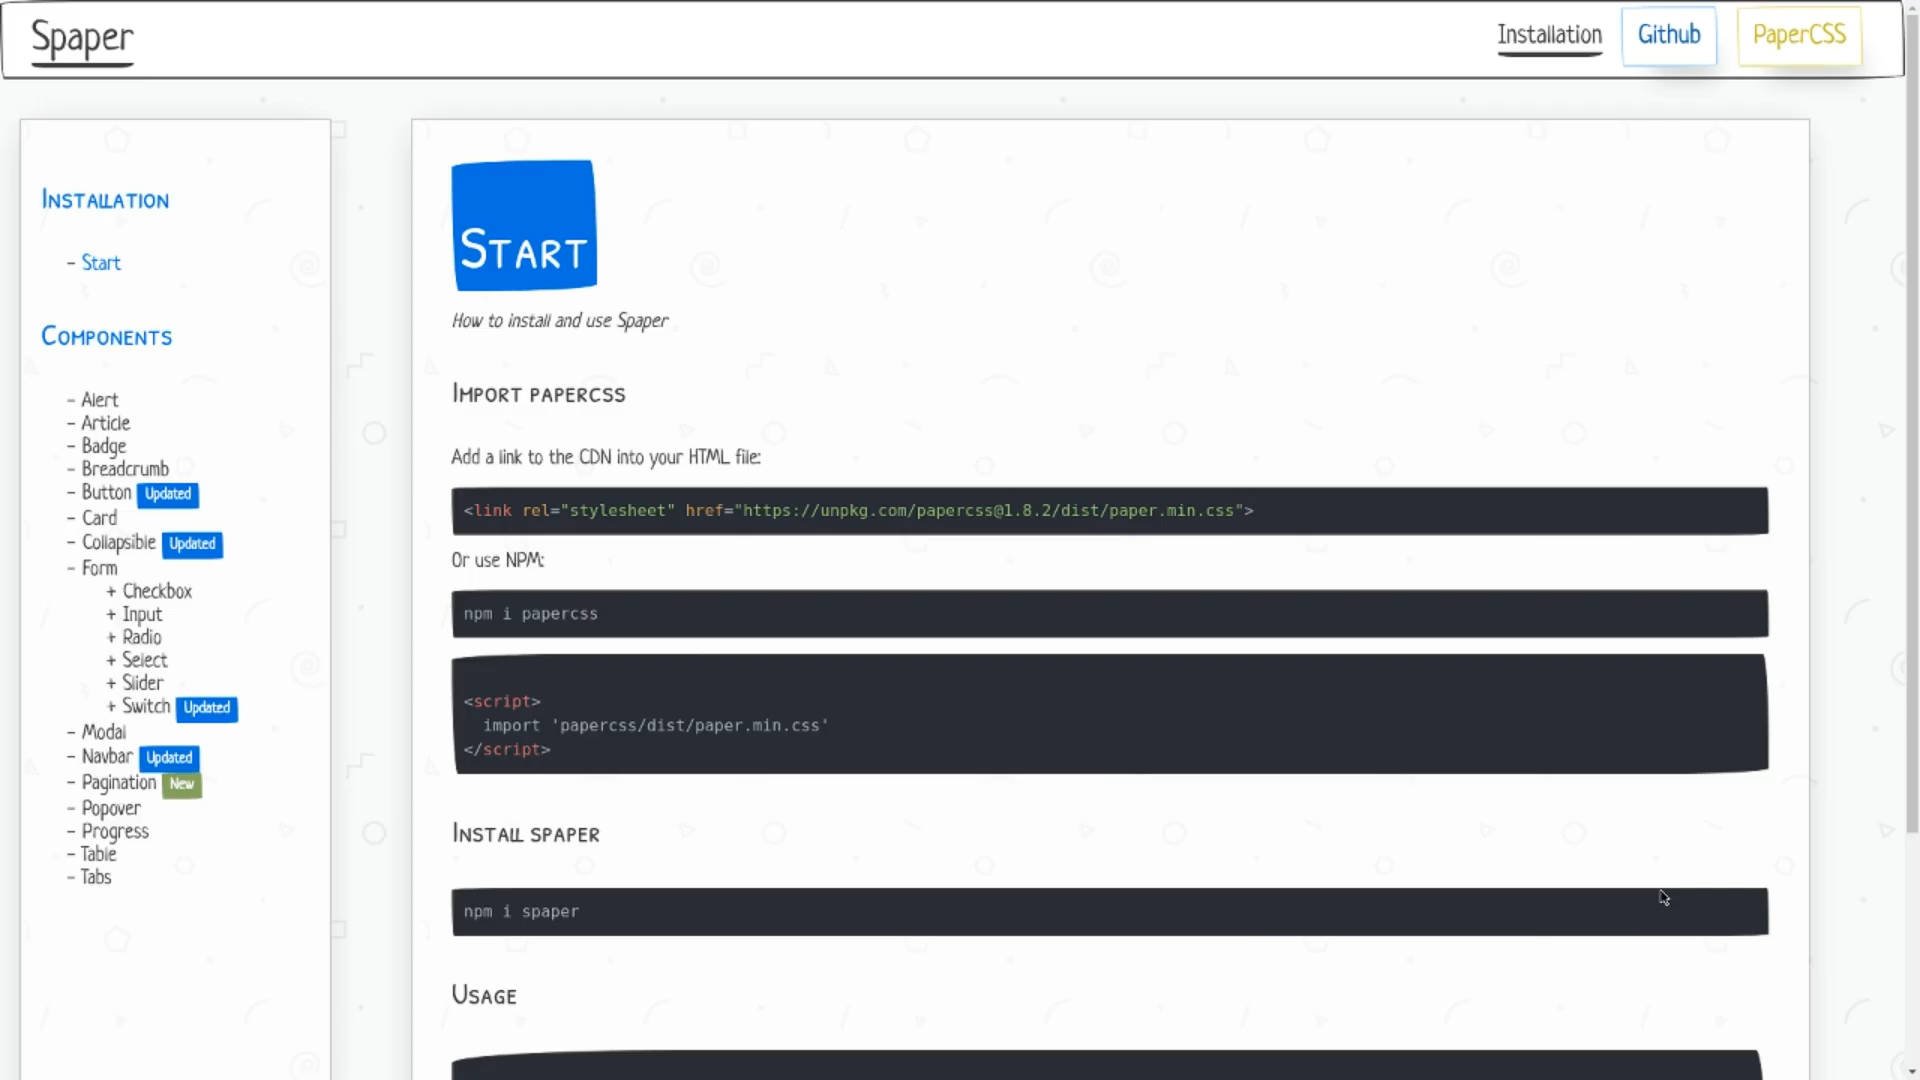 Spaper
Installation
Github
PaperCSS
Installation
- Start
Components
- Alert
- Article
- Badge
- Breadcrumb
- Button Updated
- Card
- Collapsible Updated
- Form
+ Checkbox
+ Input
+ Radio
+ Select
+ Slider
+ Switch Updated
- Modal
- Navbar Updated
- Pagination New
- Popover
- Progress
- Table
- Tabs
Start
How to install and use Spaper
Import papercss
Add a link to the CDN into your HTML file:
<link rel="stylesheet" href="https://unpkg.com/papercss@1.8.2/dist/paper.min.css">
Or use NPM:
npm i papercss
<script>
import 'papercss/dist/paper.min.css'
</script>
Install spaper
npm i spaper
Usage